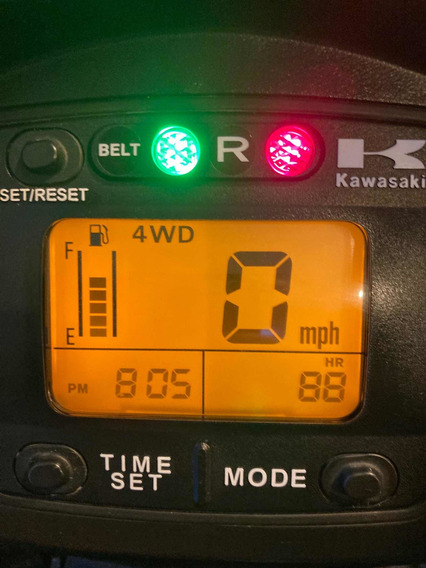 BELT R
SET/RESET
Kawasaki
4WD
F
E
0 mph
HR
PM 8 05 88
TIME
SET
MODE